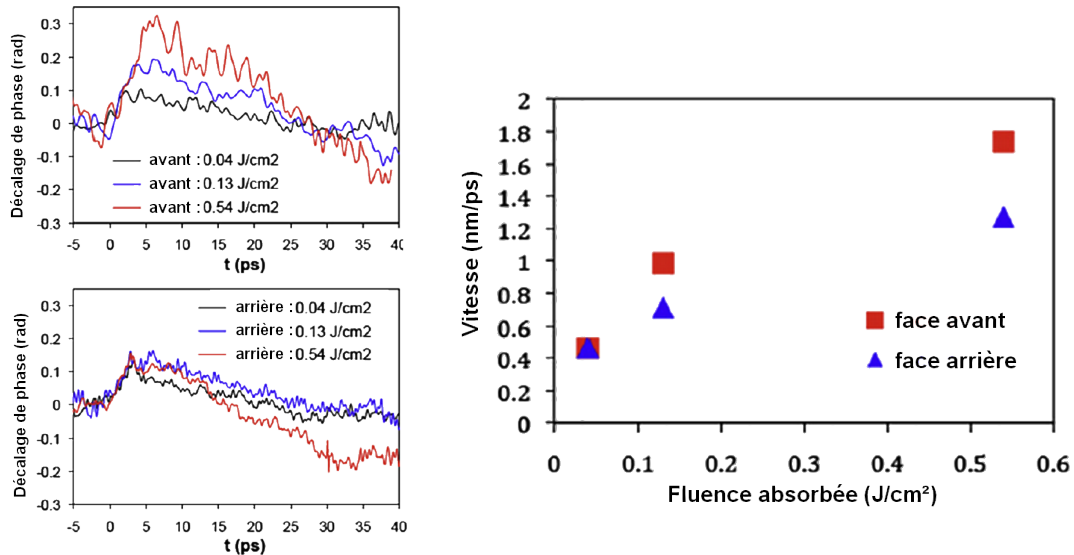 Décalage de phase (rad)
0.3
0.2
0.1
0
-0.1
-0.2
-0.3
avant : 0.04 J/cm2
avant : 0.13 J/cm2
avant : 0.54 J/cm2
-5 0 5 10 15 20 25 30 35 40
t (ps)
Décalage de phase (rad)
0.3
0.2
0.1
0
-0.1
-0.2
-0.3
arrière : 0.04 J/cm2
arrière : 0.13 J/cm2
arrière : 0.54 J/cm2
-5 0 5 10 15 20 25 30 35 40
t (ps)
Vitesse (nm/ps)
2
1.8
1.6
1.4
1.2
1
0.8
0.6
0.4
0.2
0
face avant
face arrière
0 0.1 0.2 0.3 0.4 0.5 0.6
Fluence absorbée (J/cm²)